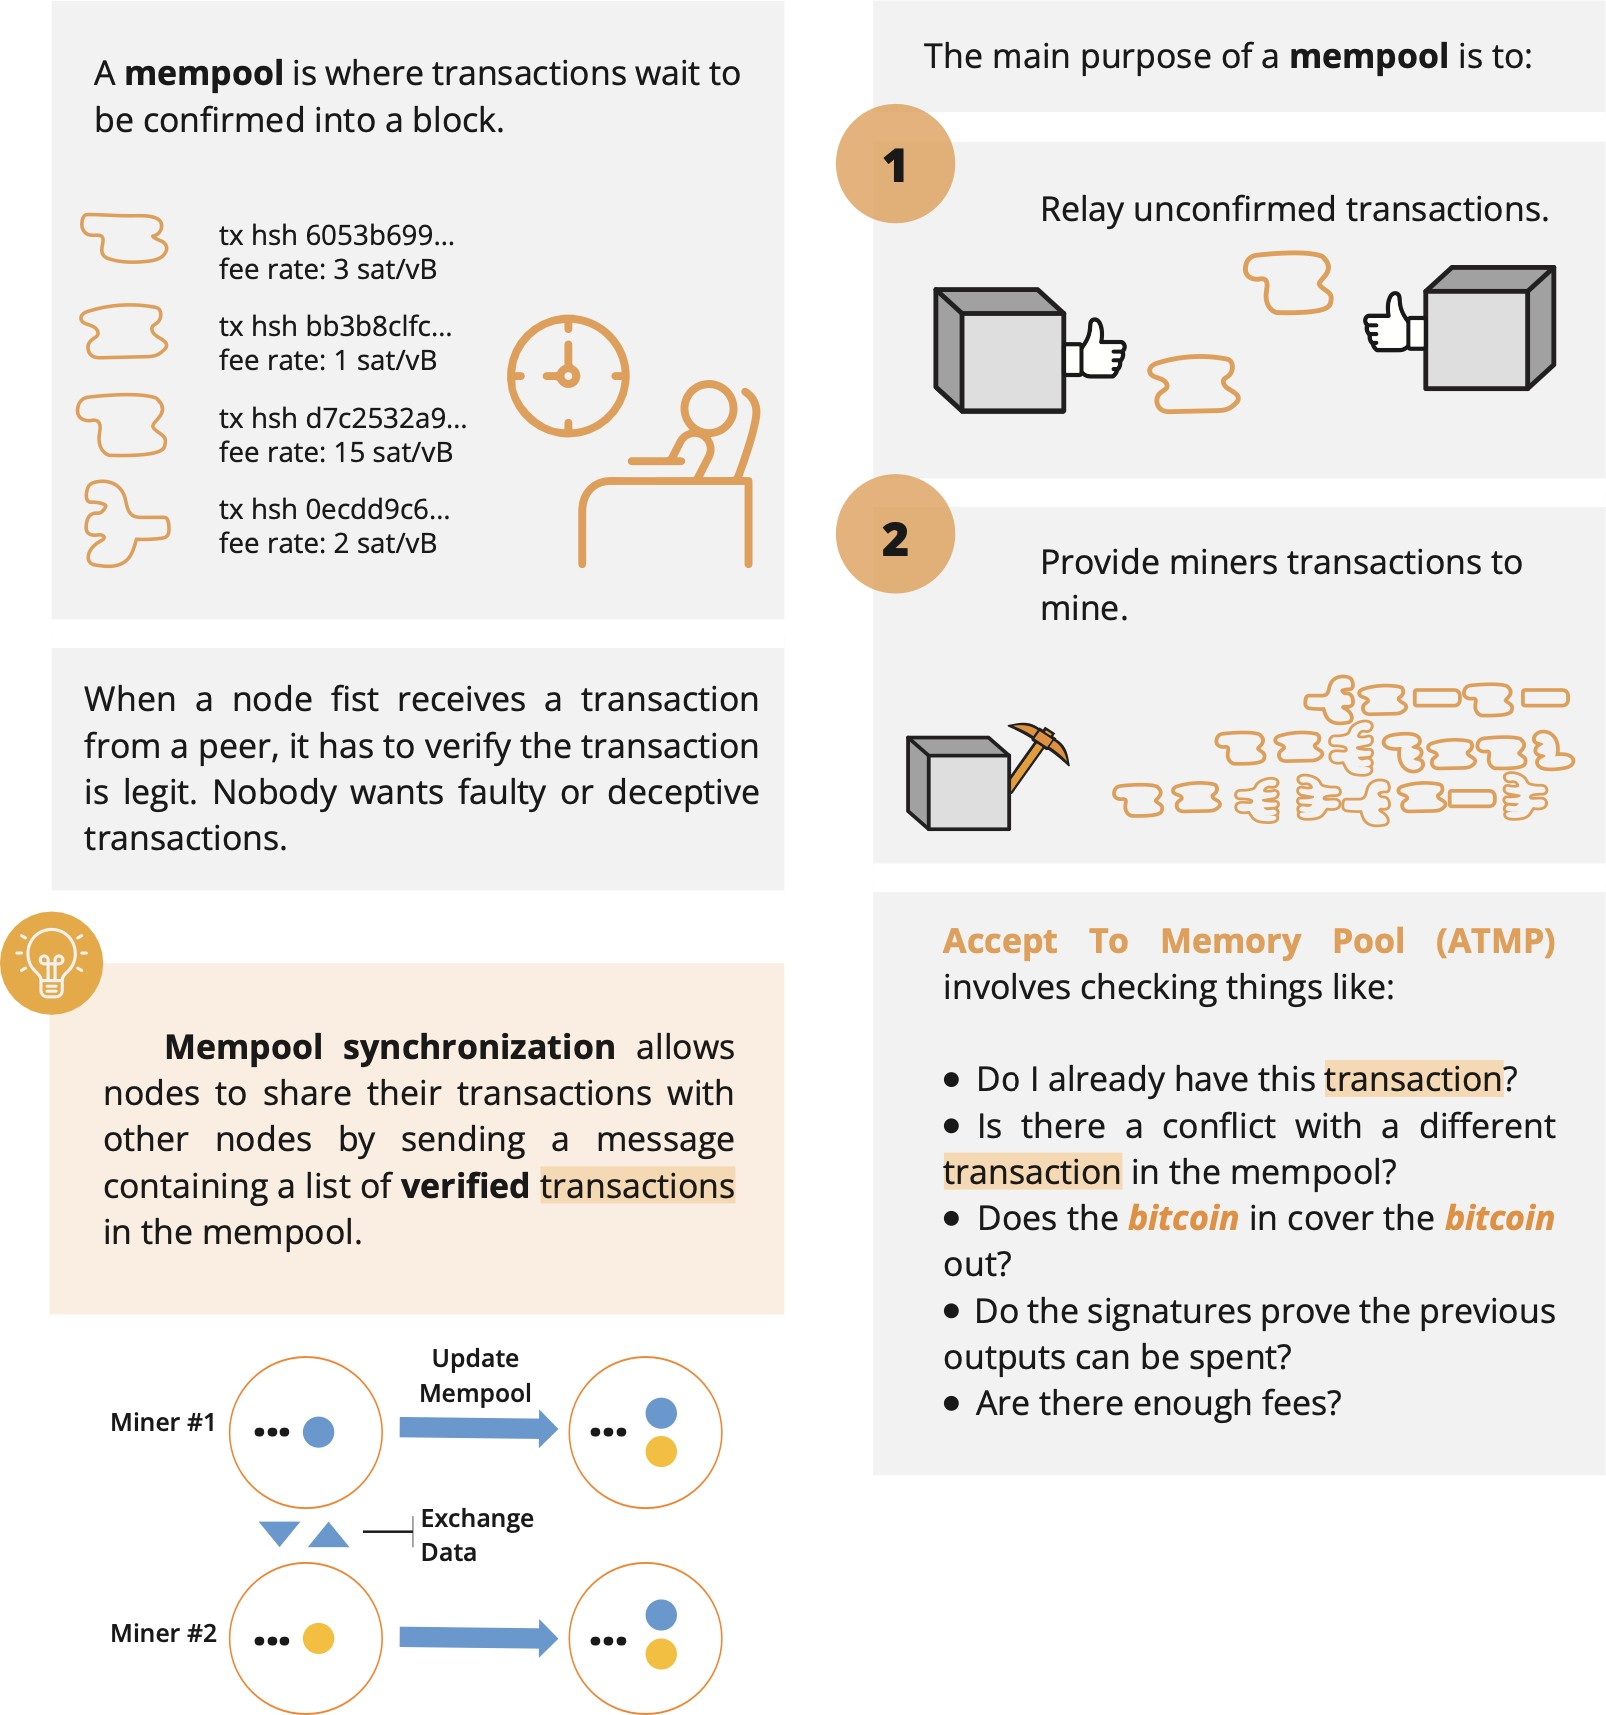 A mempool is where transactions wait to
be confirmed into a block.
tx hsh 6053b699...
fee rate: 3 sat/vB
tx hsh bb3b8clfc...
fee rate: 1 sat/vB
tx hsh d7c2532a9...
fee rate: 15 sat/vB
tx hsh 0ecdd9c6...
fee rate: 2 sat/vB
When a node fist receives a transaction
from a peer, it has to verify the transaction
is legit. Nobody wants faulty or deceptive
transactions.
Mempool synchronization allows
nodes to share their transactions with
other nodes by sending a message
containing a list of verified transactions
in the mempool.
Update
Mempool
Miner #1
Exchange
Data
Miner #2
The main purpose of a mempool is to:
1
Relay unconfirmed transactions.
2
Provide miners transactions to
mine.
Accept To Memory Pool (ATMP)
involves checking things like:
● Do I already have this transaction?
● Is there a conflict with a different
transaction in the mempool?
● Does the bitcoin in cover the bitcoin
out?
● Do the signatures prove the previous
outputs can be spent?
● Are there enough fees?